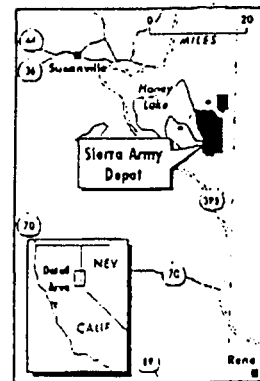 0 20
MILES
44
36
Susanville
Honey
Lake
Sierra Army
Depot
395
70
NEV
Detail
Area
CALIF
70
89
Reno